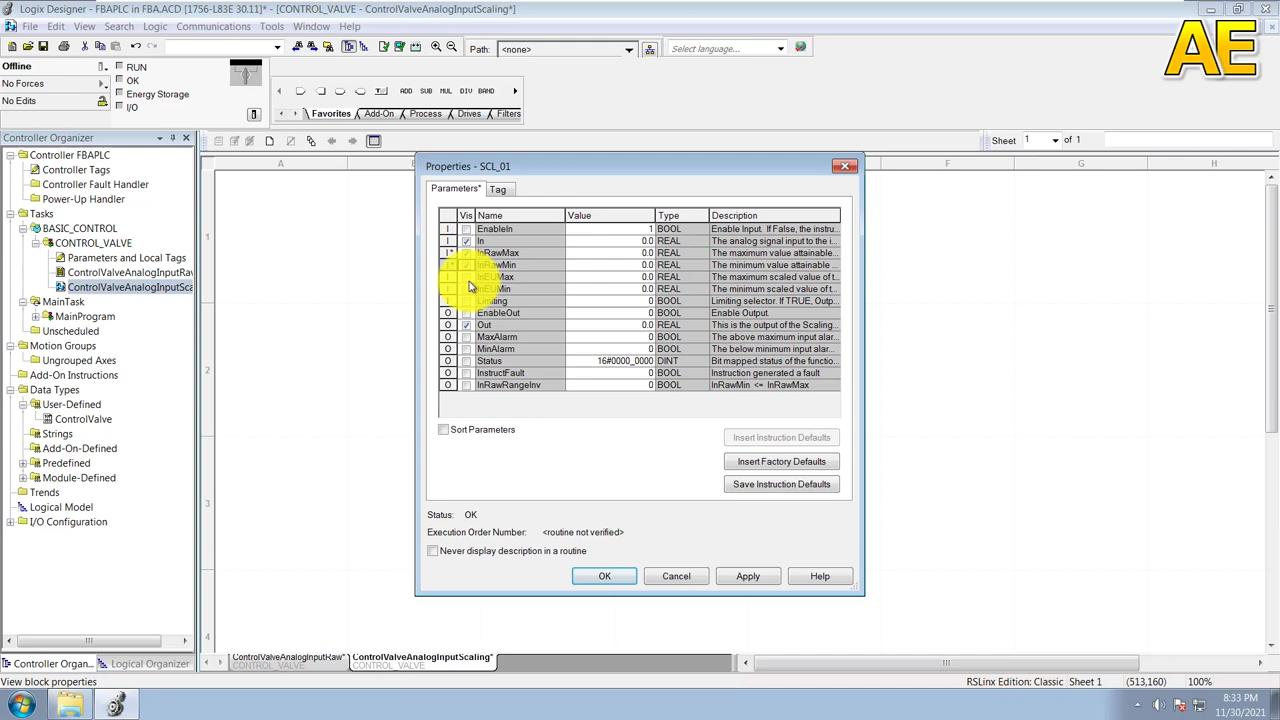 Logix Designer - FBAPLC in FBA.ACD [1756-L83E 30.11]* - [CONTROL_VALVE - ControlValveAnalogInputScaling*]
File Edit View Search Logic Communications Tools Window Help
Path: <none>
Select language...
AE
Offline
RUN
No Forces
OK
No Edits
Energy Storage
I/O
ADD SUB MUL DIV BAND
Favorites Add-On Process Drives Filters
Controller Organizer
Sheet 1 of 1
A
F
G
H
1
2
3
4
Controller FBAPLC
Controller Tags
Controller Fault Handler
Power-Up Handler
Tasks
BASIC_CONTROL
CONTROL_VALVE
Parameters and Local Tags
ControlValveAnalogInputRaw
ControlValveAnalogInputSca
MainTask
MainProgram
Unscheduled
Motion Groups
Ungrouped Axes
Add-On Instructions
Data Types
User-Defined
ControlValve
Strings
Add-On-Defined
Predefined
Module-Defined
Trends
Logical Model
I/O Configuration
Properties - SCL_01
Parameters* Tag
Vis Name Value Type Description
I EnableIn 1 BOOL Enable Input. If False, the instru...
I In 0.0 REAL The analog signal input to the i...
I* InRawMax 0.0 REAL The maximum value attainable...
InRawMin 0.0 REAL The minimum value attainable ...
InEUMax 0.0 REAL The maximum scaled value of t...
InEUMin 0.0 REAL The minimum scaled value of t...
I Limiting 0 BOOL Limiting selector. If TRUE, Outp...
O EnableOut 0 BOOL Enable Output.
O Out 0.0 REAL This is the output of the Scaling...
O MaxAlarm 0 BOOL The above maximum input alar...
O MinAlarm 0 BOOL The below minimum input alar...
O Status 16#0000_0000 DINT Bit mapped status of the functio...
O InstructFault 0 BOOL Instruction generated a fault
O InRawRangeInv 0 BOOL InRawMin <= InRawMax
Sort Parameters
Insert Instruction Defaults
Insert Factory Defaults
Save Instruction Defaults
Status: OK
Execution Order Number: <routine not verified>
Never display description in a routine
OK Cancel Apply Help
Controller Organ... Logical Organizer
ControlValveAnalogInputRaw*
CONTROL_VALVE
ControlValveAnalogInputScaling*
CONTROL_VALVE
View block properties
RSLinx Edition: Classic Sheet 1 (513,160) 100%
8:33 PM
11/30/2021